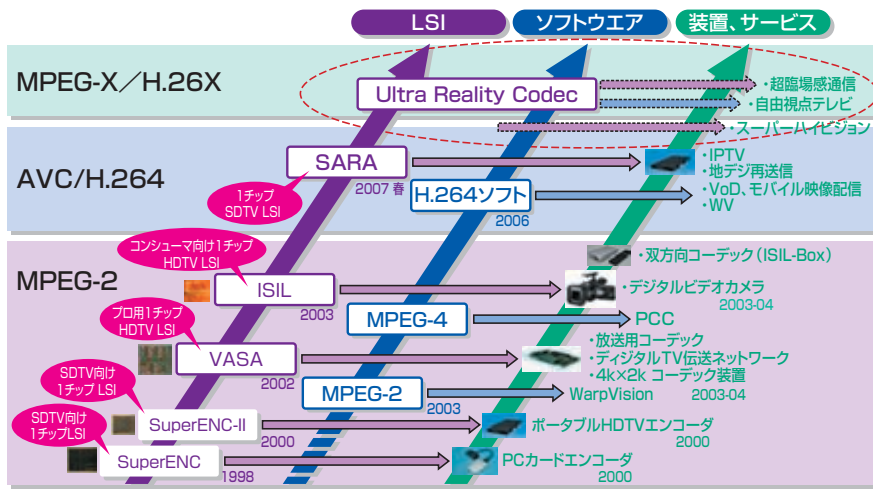 LSI
ソフトウエア
装置、サービス
MPEG-X／H.26X
Ultra Reality Codec
・超臨場感通信
・自由視点テレビ
・スーパーハイビジョン
AVC/H.264
SARA
2007 春
1チップ
SDTV LSI
H.264ソフト
2006
・IPTV
・地デジ再送信
・VoD、モバイル映像配信
・WV
MPEG-2
コンシューマ向け1チップ
HDTV LSI
ISIL
2003
・双方向コーデック（ISIL-Box）
・デジタルビデオカメラ
2003-04
MPEG-4
PCC
プロ用1チップ
HDTV LSI
VASA
2002
・放送用コーデック
・ディジタルTV伝送ネットワーク
・4k×2k コーデック装置
2003-04
MPEG-2
2003
WarpVision
SDTV向け
1チップ LSI
SuperENC-II
2000
ポータブルHDTVエンコーダ
2000
SDTV向け
1チップLSI
SuperENC
1998
PCカードエンコーダ
2000